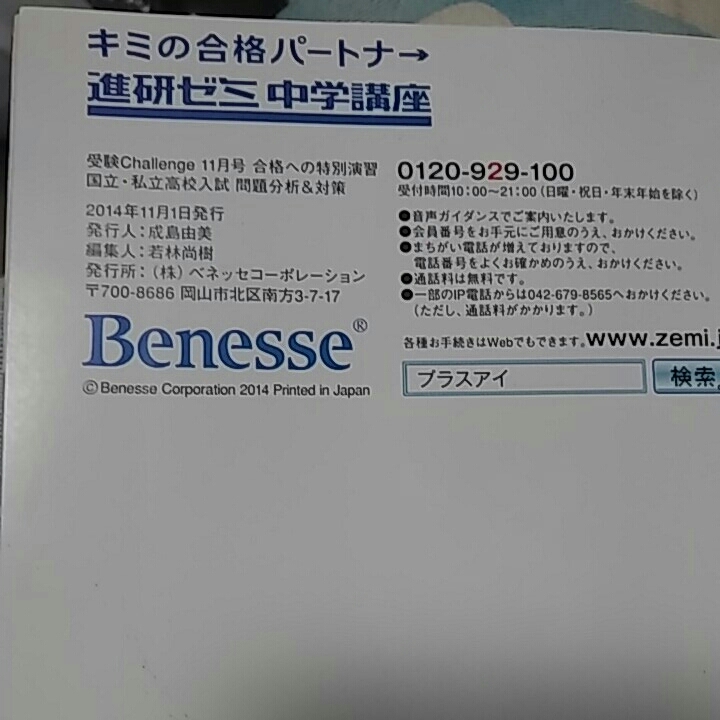 キミの合格パートナー→
進研ゼミ 中学講座
受験Challenge 11月号 合格への特別演習
国立・私立高校入試 問題分析&対策
2014年11月1日発行
発行人：成島由美
編集人：若林尚樹
発行所：（株）ベネッセコーポレーション
〒700-8686 岡山市北区南方3-7-17
Benesse®
©Benesse Corporation 2014 Printed in Japan
0120-929-100
受付時間10：00〜21：00（日曜・祝日・年末年始を除く）
●音声ガイダンスでご案内いたします。
●会員番号をお手元にご用意のうえ、おかけください。
●まちがい電話が増えておりますので、
電話番号をよくお確かめのうえ、おかけください。
●通話料は無料です。
●一部のIP電話からは042-679-8565へおかけください。
（ただし、通話料がかかります。）
各種お手続きはWebでもできます。www.zemi.j
プラスアイ 検索